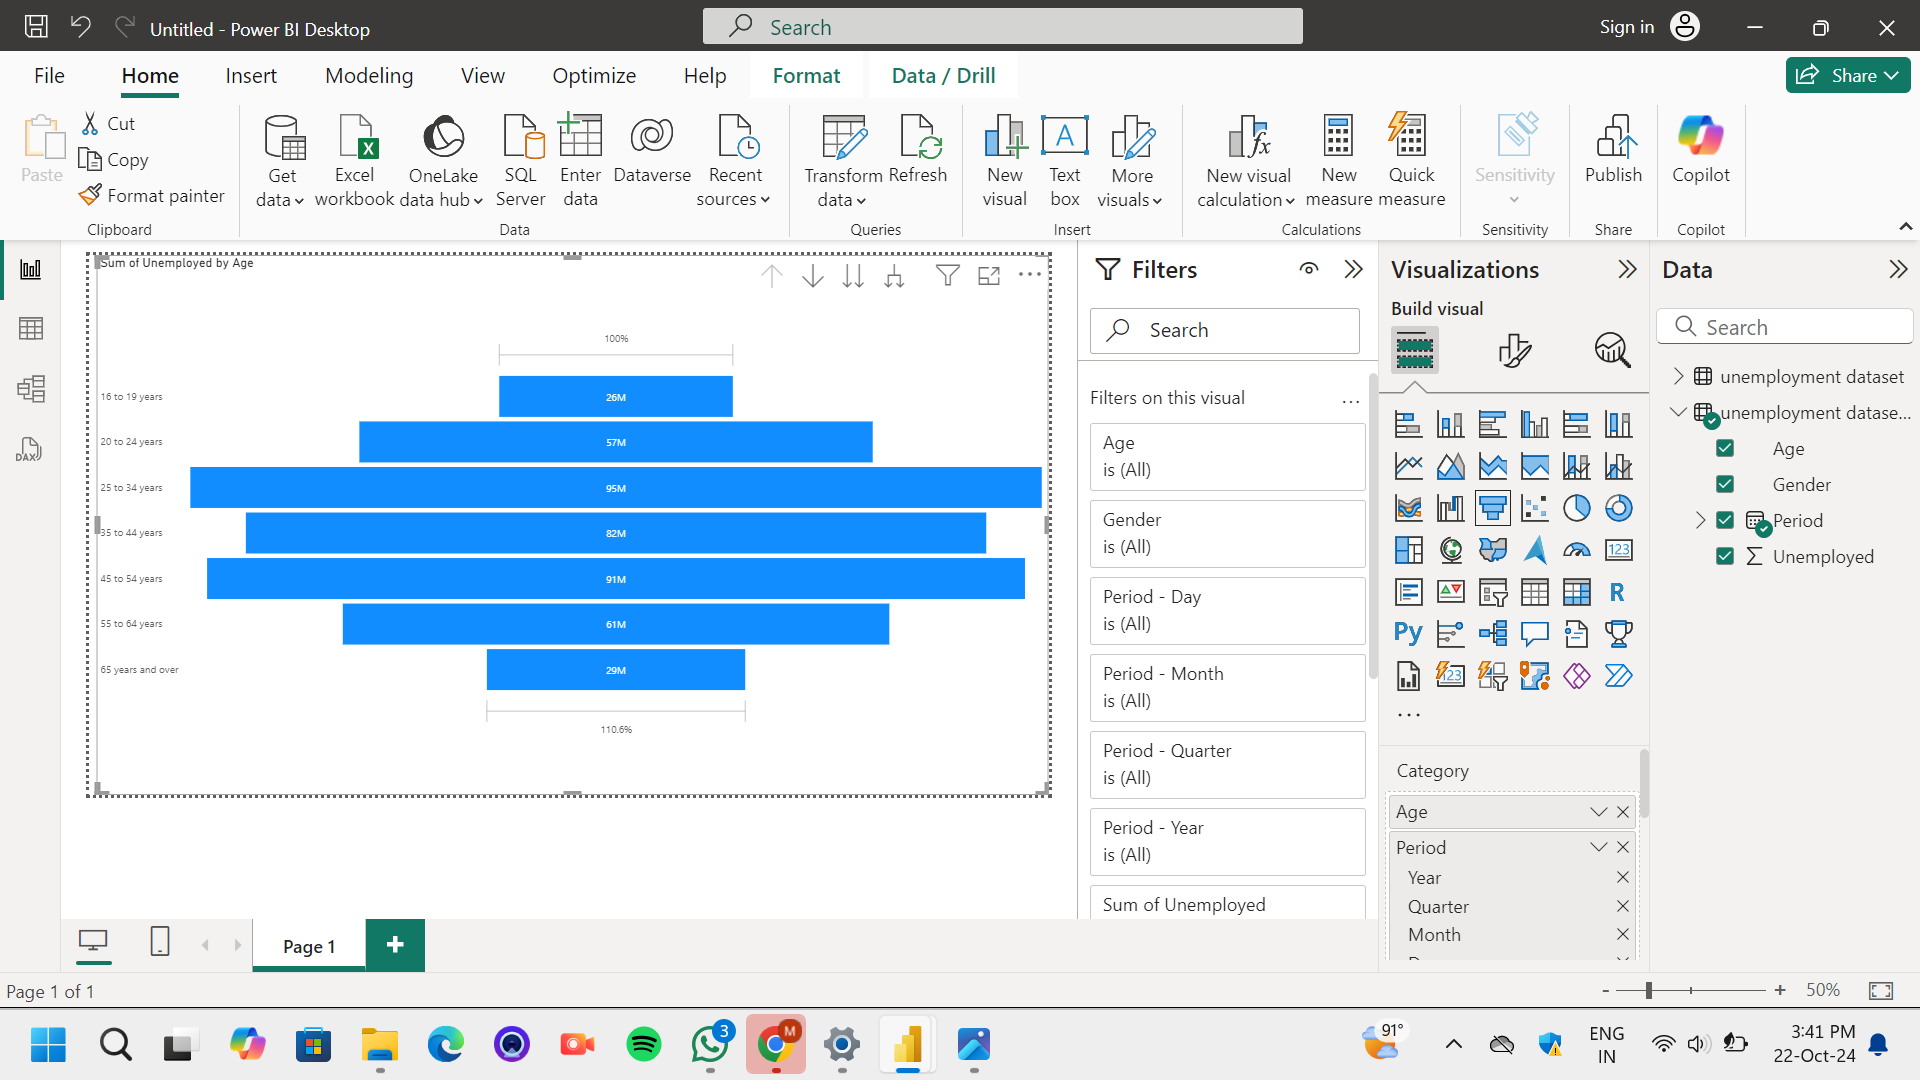 Untitled - Power BI Desktop
Search
Sign in
File
Home
Insert
Modeling
View
Optimize
Help
Format
Data / Drill
Share
Paste
Cut
Copy
Format painter
Clipboard
Get data
Excel workbook
OneLake data hub
SQL Server
Enter data
Dataverse
Recent sources
Data
Transform data
Refresh
Queries
New visual
Text box
More visuals
Insert
New visual calculation
New measure
Quick measure
Calculations
Sensitivity
Sensitivity
Publish
Share
Copilot
Copilot
Sum of Unemployed by Age
100%
16 to 19 years
26M
20 to 24 years
57M
25 to 34 years
95M
35 to 44 years
82M
45 to 54 years
91M
55 to 64 years
61M
65 years and over
29M
110.6%
DAX
Filters
Search
Filters on this visual
...
Age
is (All)
Gender
is (All)
Period - Day
is (All)
Period - Month
is (All)
Period - Quarter
is (All)
Period - Year
is (All)
Sum of Unemployed
Visualizations
Build visual
123
R
Py
123
...
Category
Age
Period
Year
Quarter
Month
Data
Search
unemployment dataset
unemployment datase...
Age
Gender
Period
Unemployed
Page 1
+
Page 1 of 1
- + 50%
3
M
91°
ENG
IN
3:41 PM
22-Oct-24